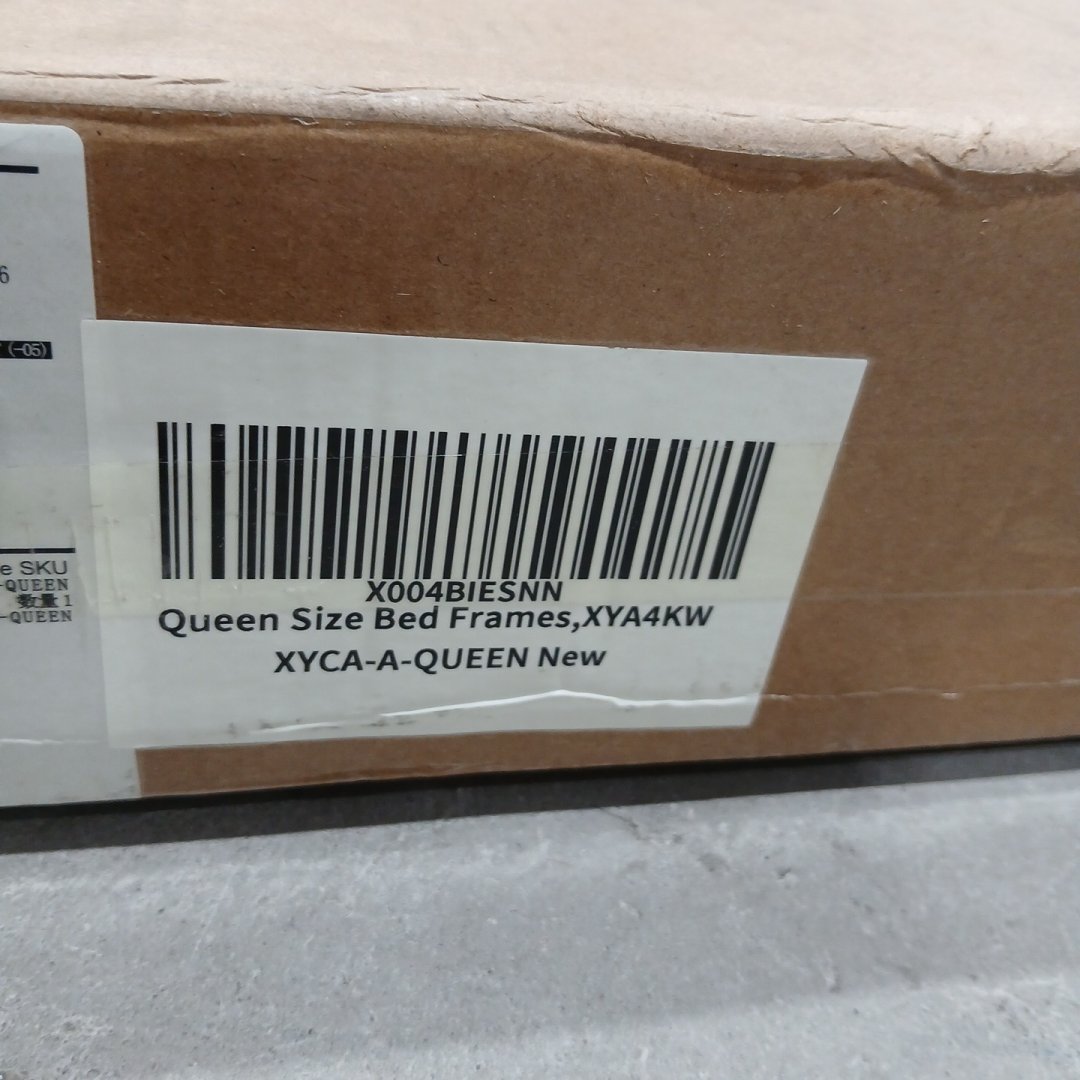 6
(-05)
e SKU
-QUEEN
数量 1
-QUEEN
X004BIESNN
Queen Size Bed Frames,XYA4KW
XYCA-A-QUEEN New